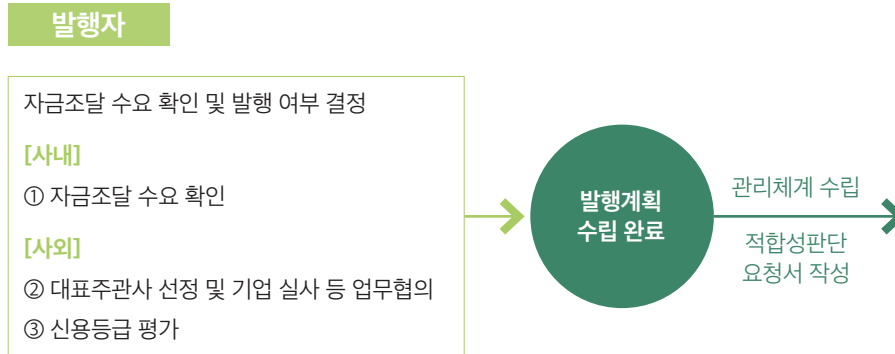 발행자
자금조달 수요 확인 및 발행 여부 결정
[사내]
① 자금조달 수요 확인
[사외]
② 대표주관사 선정 및 기업 실사 등 업무협의
③ 신용등급 평가
발행계획
수립 완료
관리체계 수립
적합성판단
요청서 작성